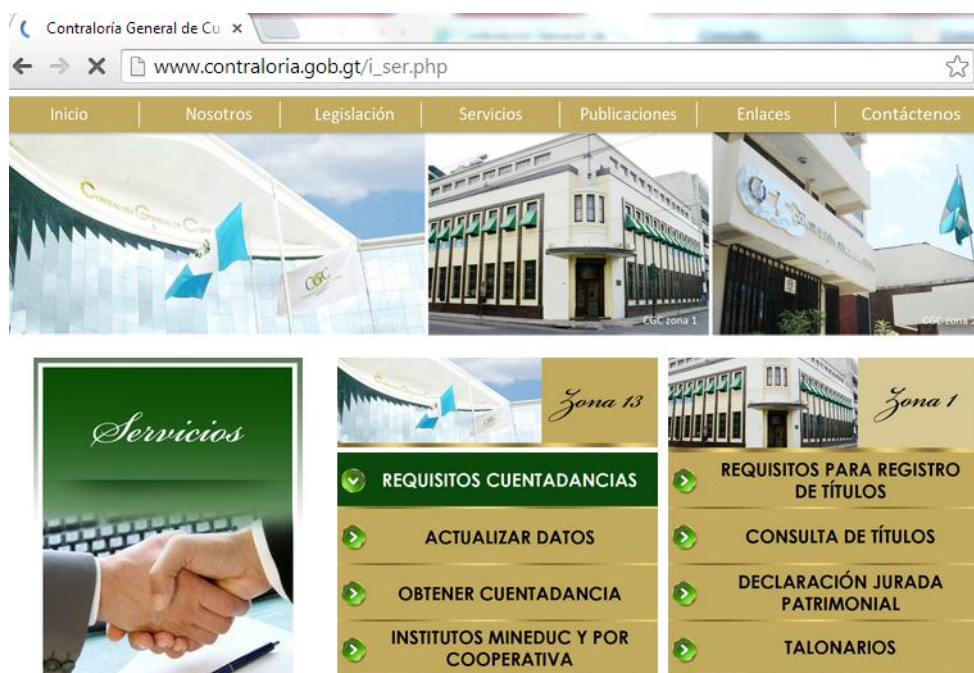 Contraloría General de Cu
www.contraloria.gob.gt/i_ser.php
Inicio
Nosotros
Legislación
Servicios
Publicaciones
Enlaces
Contáctenos
CGC
CGC zona 1
CGC zona
Servicios
Zona 13
REQUISITOS CUENTADANCIAS
ACTUALIZAR DATOS
OBTENER CUENTADANCIA
INSTITUTOS MINEDUC Y POR
COOPERATIVA
Zona 1
REQUISITOS PARA REGISTRO
DE TÍTULOS
CONSULTA DE TÍTULOS
DECLARACIÓN JURADA
PATRIMONIAL
TALONARIOS